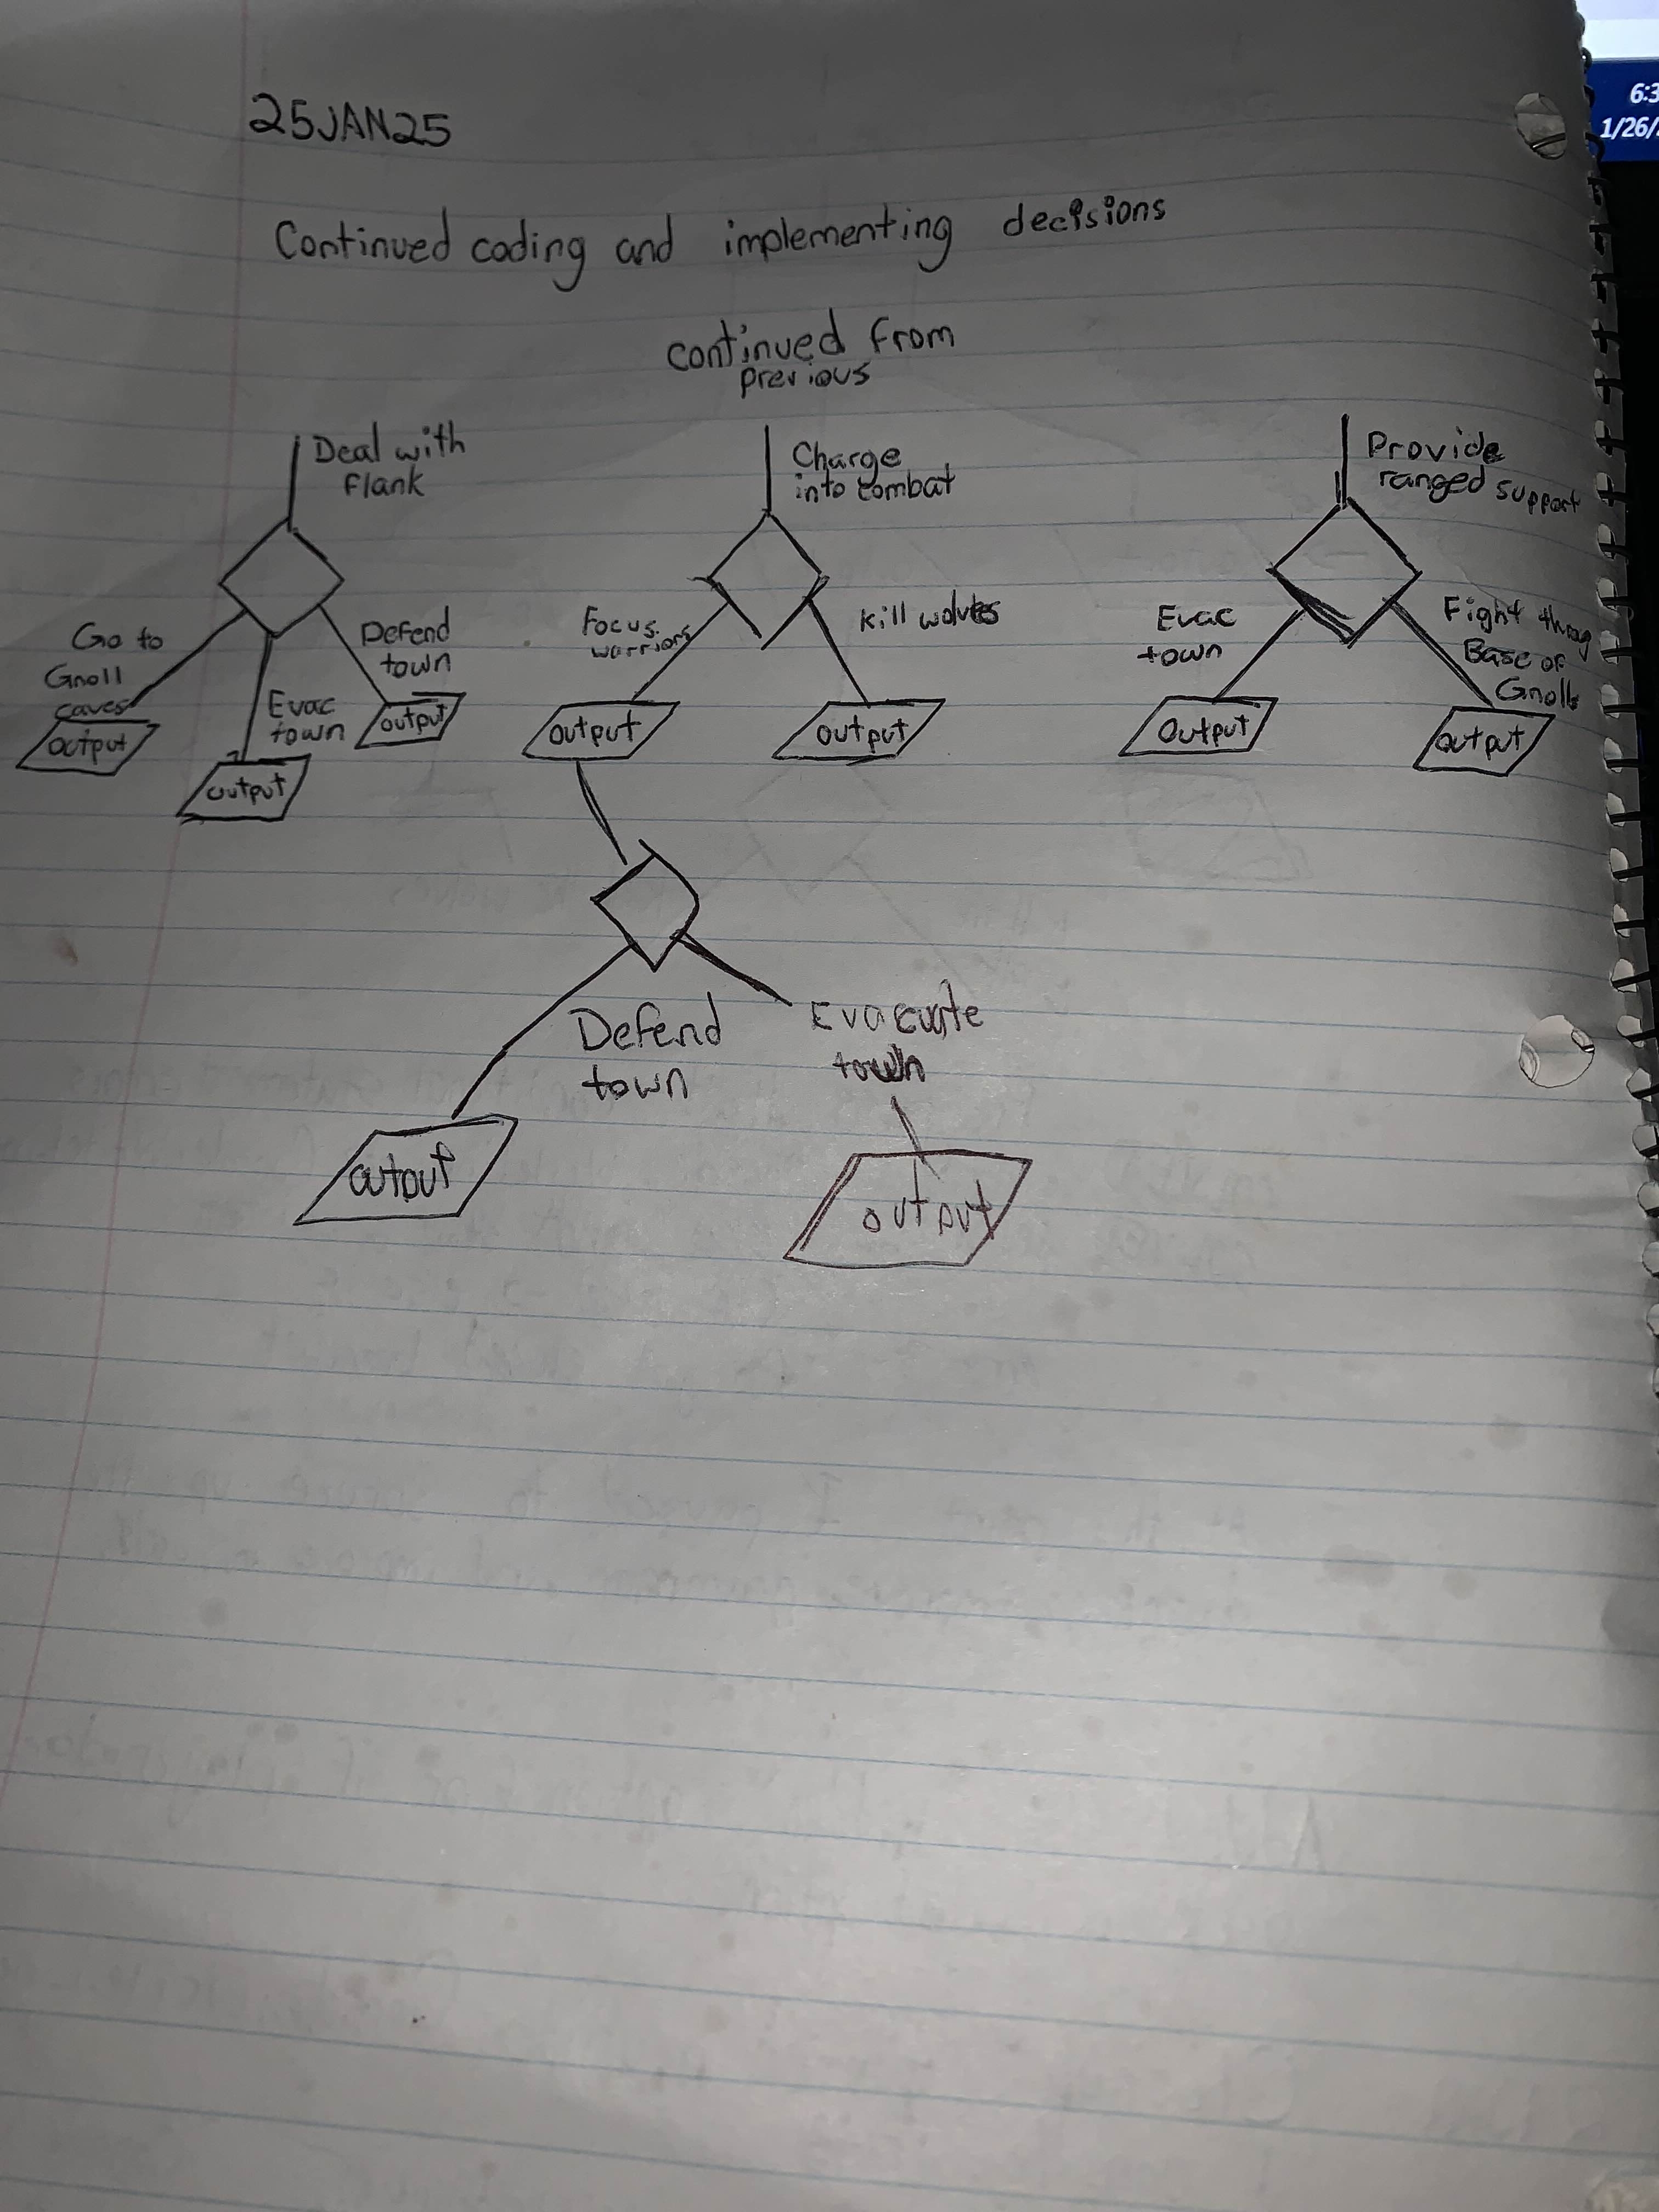 6:3
1/26/
25JAN25
Continued coding and implementing decisions
continued from
previous
Deal with
flank
Go to
Gnoll
caves
output
Evac
town
output
Defend
town
output
Charge
into combat
Focus
warriors
output
Kill wolves
output
Defend
town
output
Evacuate
town
output
Provide
ranged support
Evac
town
Output
Fight throug
Base of
Gnolls
output